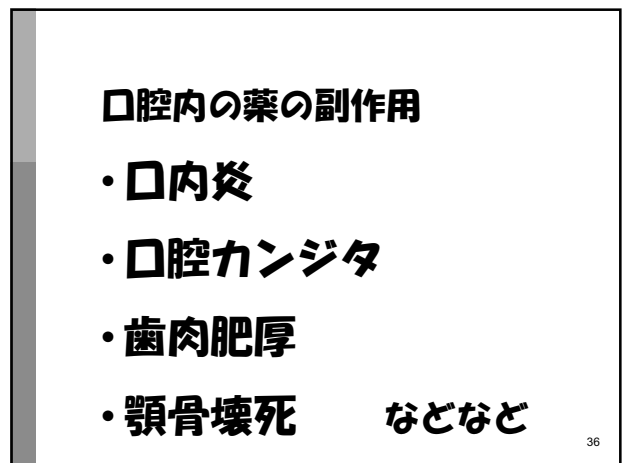 口腔内の薬の副作用
・口内炎
・口腔カンジタ
・歯肉肥厚
・顎骨壊死 などなど
36